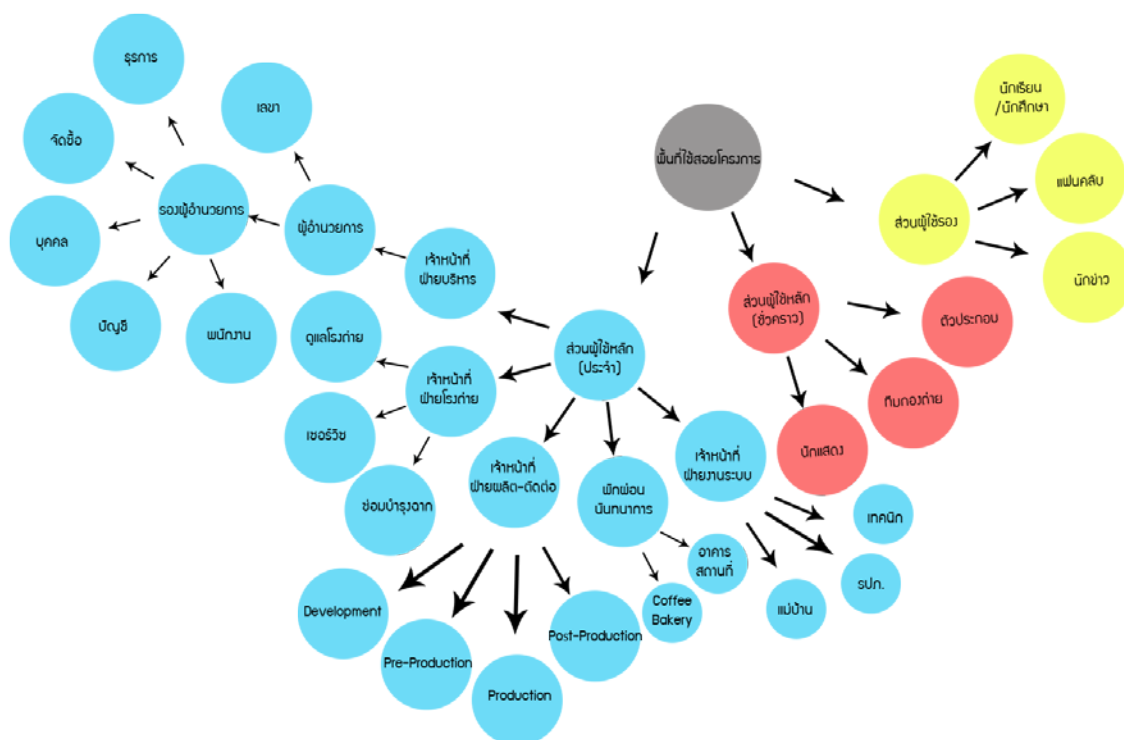 ธุรการ
เลขา
จัดซื้อ
รองผู้อำนวยการ
ผู้อำนวยการ
บุคคล
บัญชี
พนักงาน
เจ้าหน้าที่
ฝ่ายบริหาร
พื้นที่ใช้สอยโครงการ
นักเรียน
/นักศึกษา
แฟนคลับ
ส่วนผู้ใช้รอง
นักข่าว
ส่วนผู้ใช้หลัก
(ชั่วคราว)
ตัวประกอบ
ทีมกองถ่าย
นักแสดง
ส่วนผู้ใช้หลัก
(ประจำ)
ดูแลโรงถ่าย
เจ้าหน้าที่
ฝ่ายโรงถ่าย
เซอร์วิช
ซ่อมบำรุงฉาก
เจ้าหน้าที่
ฝ่ายผลิต-ตัดต่อ
พักผ่อน
นันทนาการ
เจ้าหน้าที่
ฝ่ายงานระบบ
เทคนิก
รปภ.
แม่บ้าน
อาคาร
สถานที่
Coffee
Bakery
Development
Pre-Production
Production
Post-Production